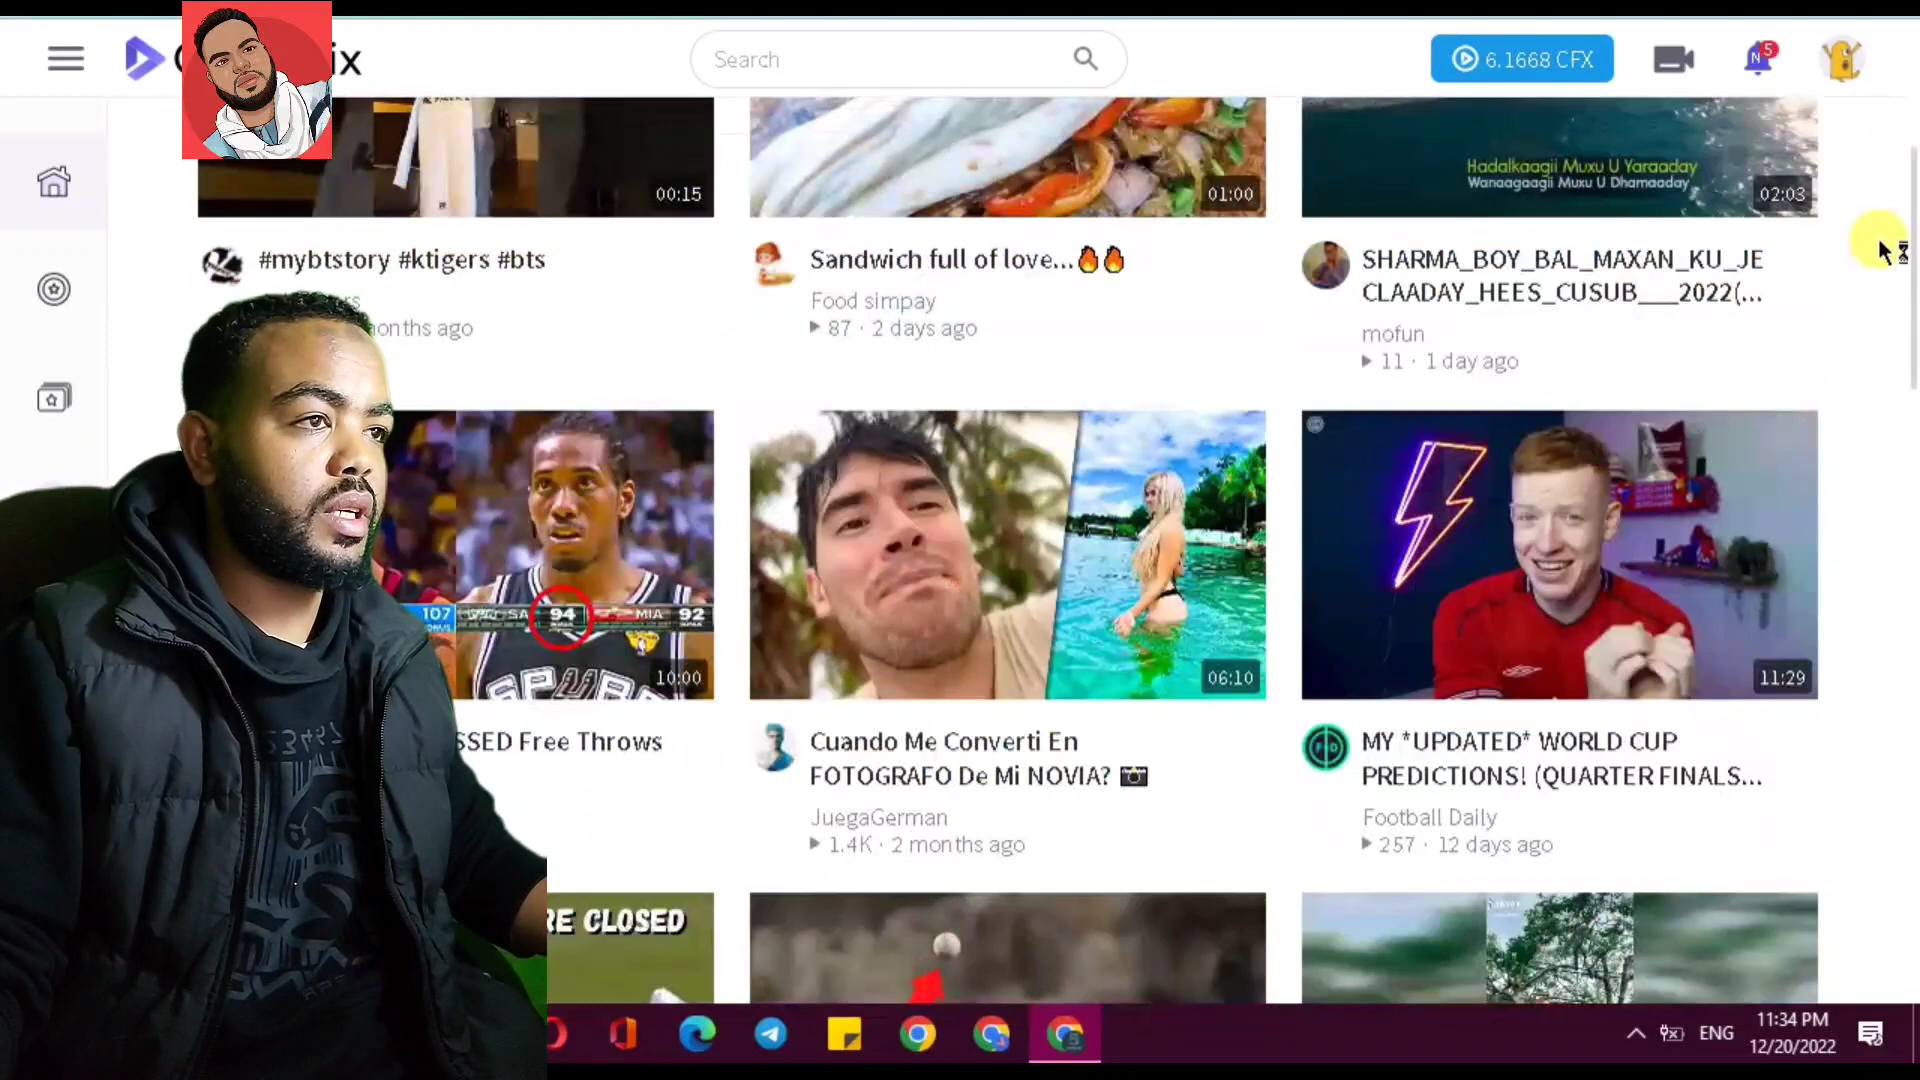 ix
Search
6.1668 CFX
N
5
00:15
01:00
Hadalkaagii Muxu U Yaraaday
Wanaagaagii Muxu U Dhamaaday
02:03
#mybtstory #ktigers #bts
onths ago
Sandwich full of love...🔥🔥
Food simpay
87 · 2 days ago
SHARMA_BOY_BAL_MAXAN_KU_JE
CLAADAY_HEES_CUSUB___2022(...
mofun
11 · 1 day ago
107
SA 94 MIA 92
10:00
06:10
11:29
SSED Free Throws
Cuando Me Converti En
FOTOGRAFO De Mi NOVIA? 📷
JuegaGerman
1.4K · 2 months ago
MY *UPDATED* WORLD CUP
PREDICTIONS! (QUARTER FINALS...
Football Daily
257 · 12 days ago
RE CLOSED
ENG
11:34 PM
12/20/2022